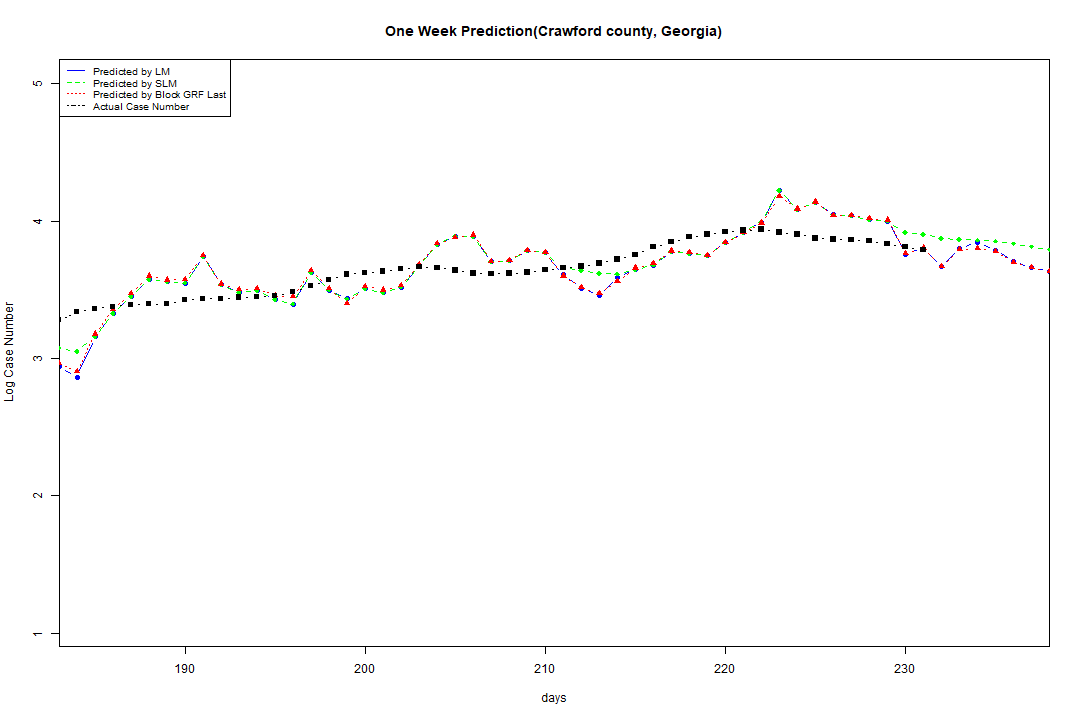 One Week Prediction(Crawford county, Georgia)
Predicted by LM
Predicted by SLM
Predicted by Block GRF Last
Actual Case Number
5
4
3
2
1
Log Case Number
190 200 210 220 230
days